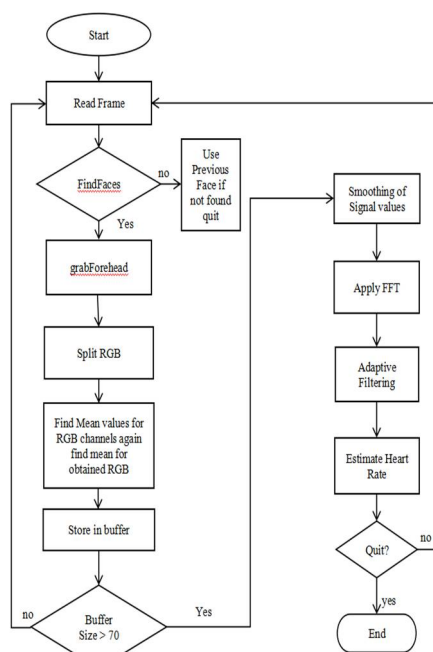 Start
Read Frame
FindFaces
no
Use
Previous
Face if
not found
quit
Yes
grabForehead
Split RGB
Find Mean values for
RGB channels again
find mean for
obtained RGB
Store in buffer
no
Buffer
Size > 70
Yes
Smoothing of
Signal values
Apply FFT
Adaptive
Filtering
Estimate Heart
Rate
Quit?
no
yes
End